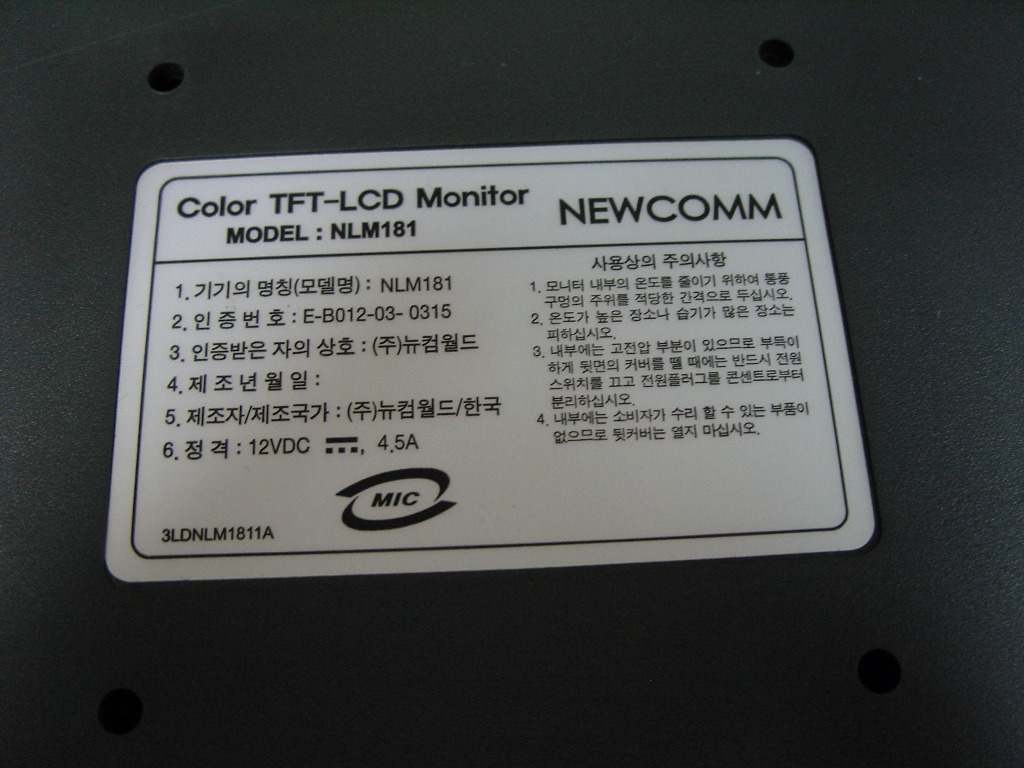 Color TFT-LCD Monitor
MODEL : NLM181
NEWCOMM
1. 기기의 명칭(모델명) : NLM181
2. 인 증 번 호 : E-B012-03- 0315
3. 인증받은 자의 상호 : (주)뉴컴월드
4. 제 조 년 월 일 :
5. 제조자/제조국가 : (주)뉴컴월드/한국
6. 정 격 : 12VDC ⎓, 4.5A
MIC
3LDNLM1811A
사용상의 주의사항
1. 모니터 내부의 온도를 줄이기 위하여 통풍
구멍의 주위를 적당한 간격으로 두십시오.
2. 온도가 높은 장소나 습기가 많은 장소는
피하십시오.
3. 내부에는 고전압 부분이 있으므로 부득이
하게 뒷면의 커버를 뗄 때에는 반드시 전원
스위치를 끄고 전원플러그를 콘센트로부터
분리하십시오.
4. 내부에는 소비자가 수리 할 수 있는 부품이
없으므로 뒷커버는 열지 마십시오.